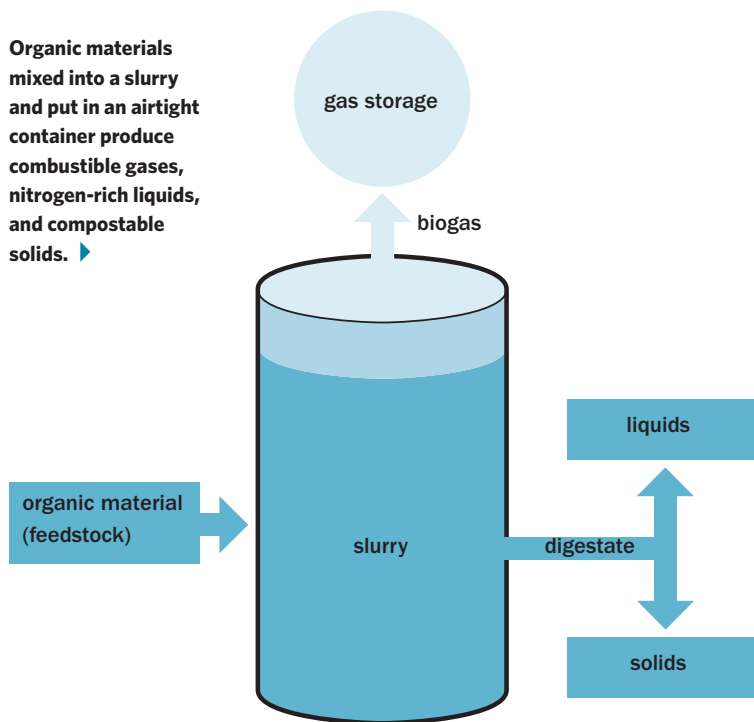 Organic materials
mixed into a slurry
and put in an airtight
container produce
combustible gases,
nitrogen-rich liquids,
and compostable
solids.
gas storage
biogas
liquids
organic material
(feedstock)
slurry
digestate
solids